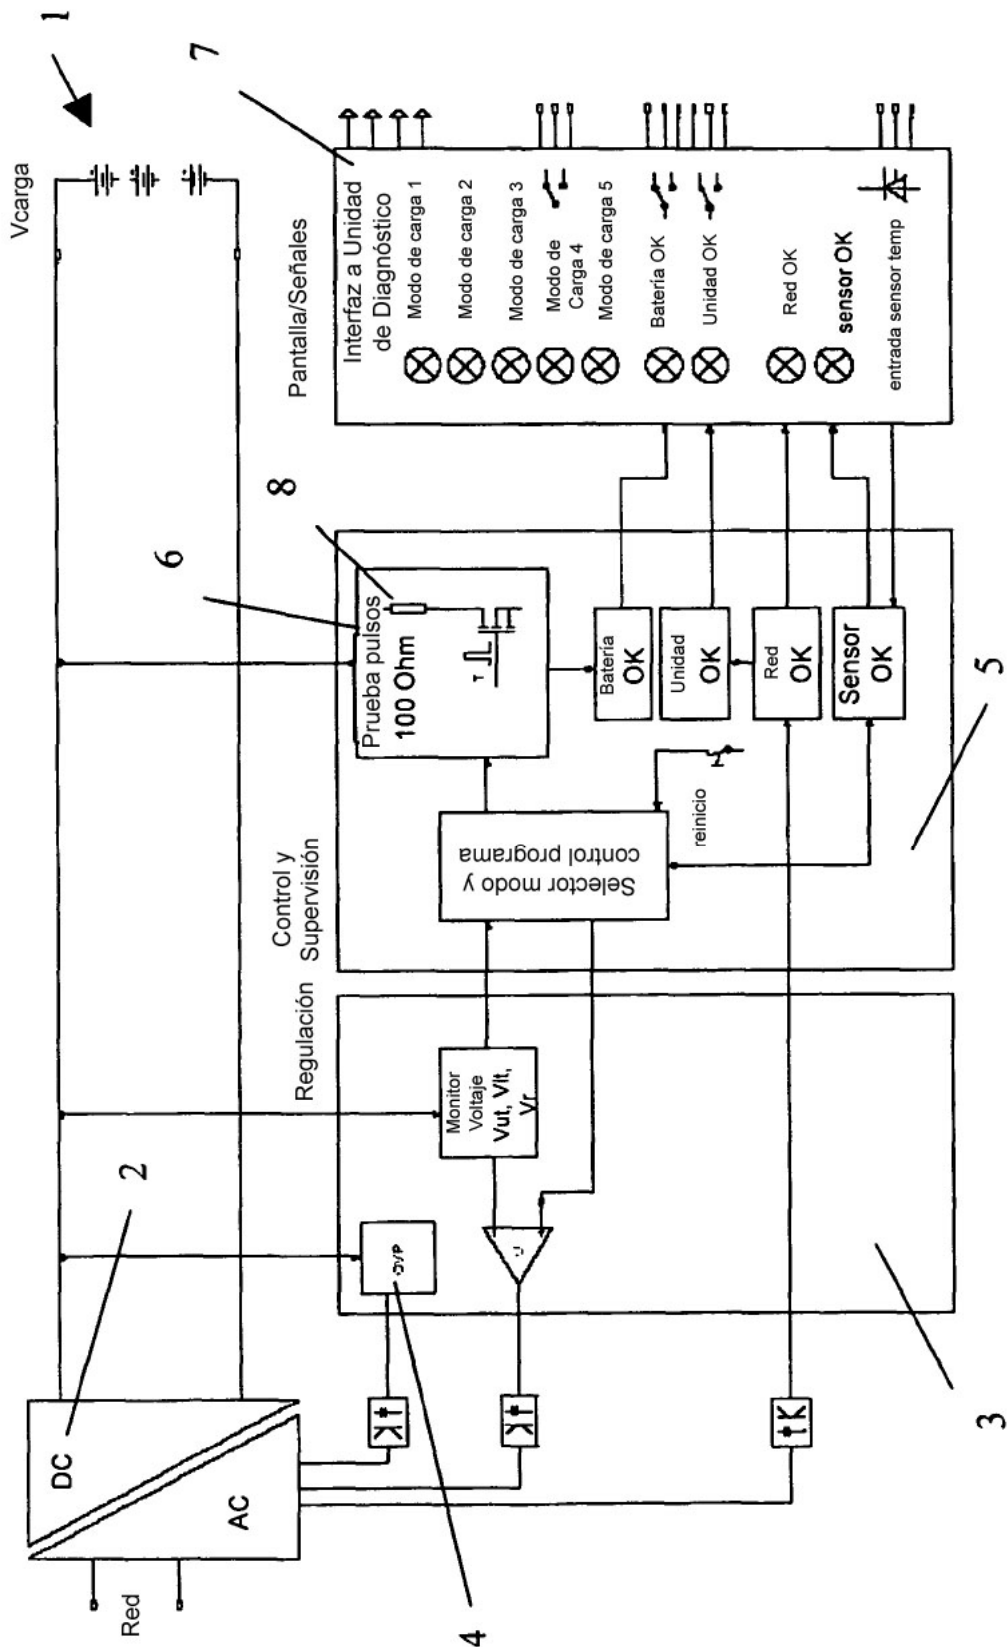 1
Vcarga
7
Pantalla/Señales
Interfaz a Unidad
de Diagnóstico
Modo de carga 1
Modo de carga 2
Modo de carga 3
Modo de
Carga 4
Modo de carga 5
Batería OK
Unidad OK
Red OK
sensor OK
entrada sensor temp
8
6
Prueba pulsos
100 Ohm
T
Batería
OK
Unidad
OK
Red
OK
Sensor
OK
5
Control y
Supervisión
Selector modo y
control programa
reinicio
Regulación
Monitor
Voltaje
Vut, Vlt,
Vr
2
OVP
3
DC
AC
Red
4